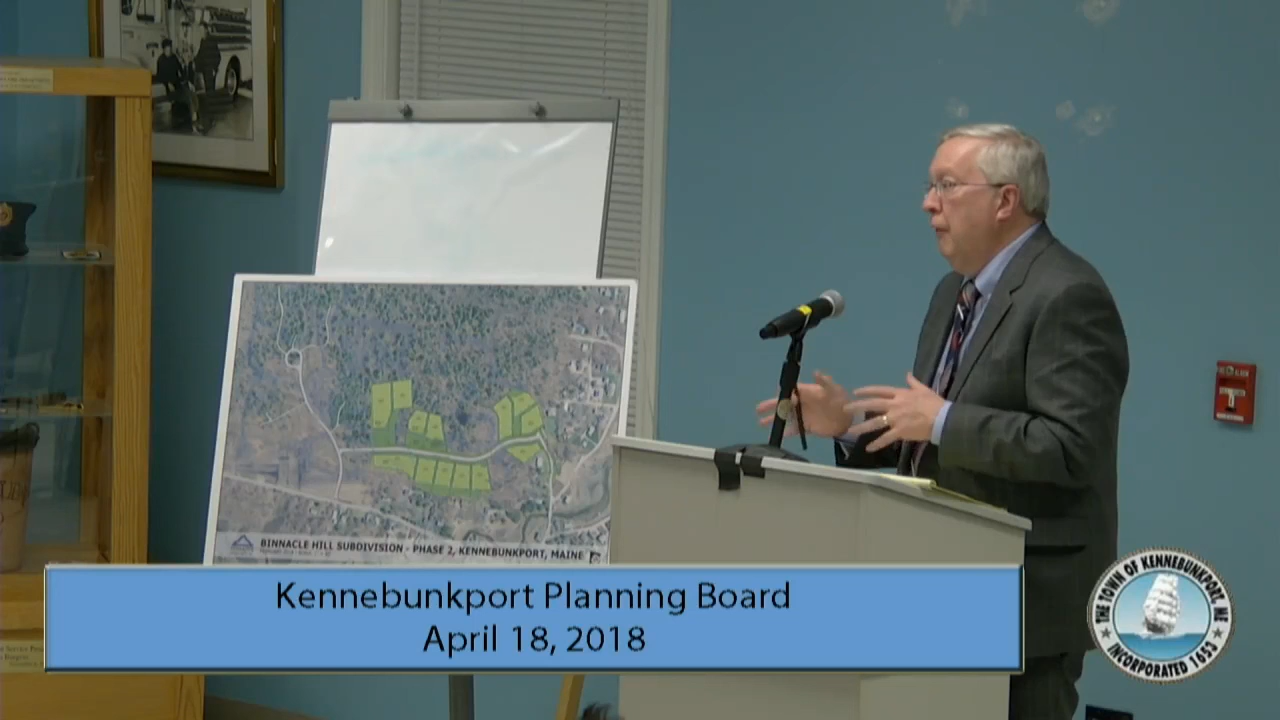 BINNACLE HILL SUBDIVISION - PHASE 2, KENNEBUNKPORT, MAINE
Kennebunkport Planning Board
April 18, 2018
THE TOWN OF KENNEBUNKPORT, ME
INCORPORATED 1653